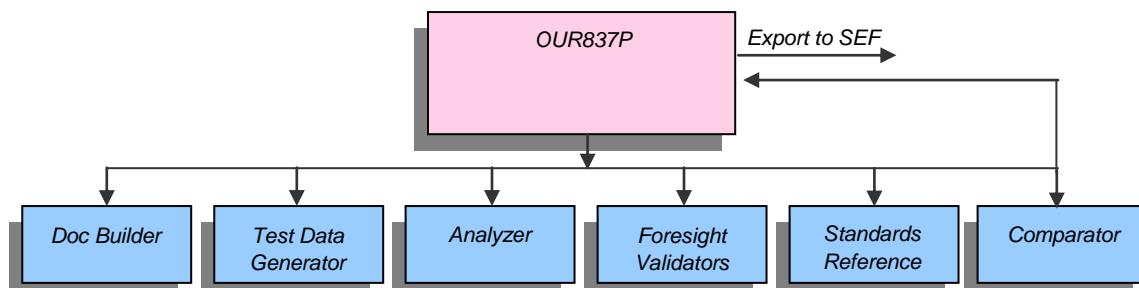 OUR837P
Export to SEF
Doc Builder
Test Data
Generator
Analyzer
Foresight
Validators
Standards
Reference
Comparator